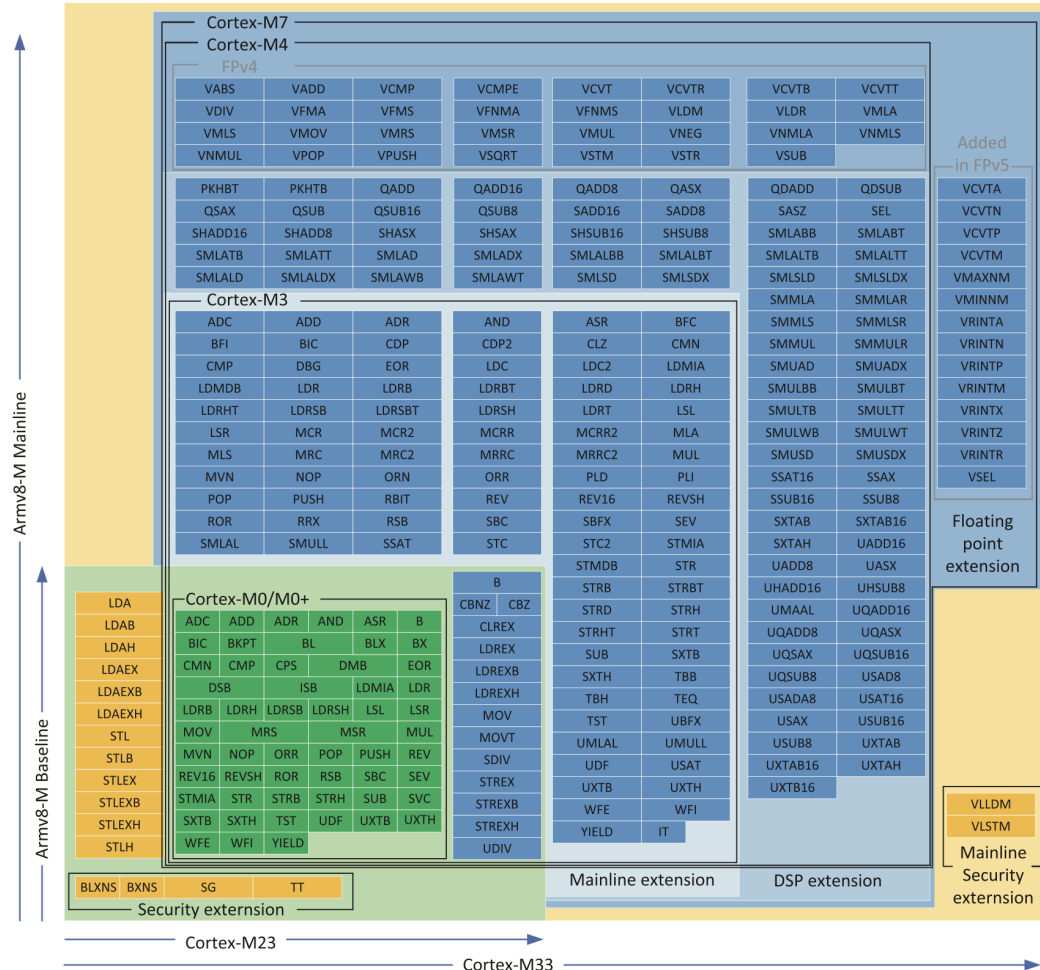 Cortex-M7
Cortex-M4
FPv4
VABS VADD VCMP VCMPE VCVT VCVTR VCVTB VCVTT
VDIV VFMA VFMS VFNMA VFNMS VLDM VLDR VMLA
VMLS VMOV VMRS VMSR VMUL VNEG VNMLA VNMLS
VNMUL VPOP VPUSH VSQRT VSTM VSTR VSUB
Added
in FPv5
PKHBT PKHTB QADD QADD16 QADD8 QASX QDADD QDSUB VCVTA
QSAX QSUB QSUB16 QSUB8 SADD16 SADD8 SASZ SEL VCVTN
SHADD16 SHADD8 SHASX SHSAX SHSUB16 SHSUB8 SMLABB SMLABT VCVTP
SMLATB SMLATT SMLAD SMLADX SMLALBB SMLALBT SMLALTB SMLALTT VCVTM
SMLALD SMLALDX SMLAWB SMLAWT SMLSD SMLSDX SMLSLD SMLSLDX VMAXNM
Cortex-M3 SMMLA SMMLAR VMINNM
ADC ADD ADR AND ASR BFC SMMLS SMMLSR VRINTA
BFI BIC CDP CDP2 CLZ CMN SMMUL SMMULR VRINTN
CMP DBG EOR LDC LDC2 LDMIA SMUAD SMUADX VRINTP
LDMDB LDR LDRB LDRBT LDRD LDRH SMULBB SMULBT VRINTM
LDRHT LDRSB LDRSBT LDRSH LDRT LSL SMULTB SMULTT VRINTX
LSR MCR MCR2 MCRR MCRR2 MLA SMULWB SMULWT VRINTZ
MLS MRC MRC2 MRRC MRRC2 MUL SMUSD SMUSDX VRINTR
MVN NOP ORN ORR PLD PLI SSAT16 SSAX VSEL
POP PUSH RBIT REV REV16 REVSH SSUB16 SSUB8
ROR RRX RSB SBC SBFX SEV SXTAB SXTAB16
SMLAL SMULL SSAT STC STC2 STMIA SXTAH UADD16
Floating
point
extension
STMDB STR UADD8 UASX
B STRB STRBT UHADD16 UHSUB8
LDA Cortex-M0/M0+ CBNZ CBZ STRD STRH UMAAL UQADD16
LDAB ADC ADD ADR AND ASR B CLREX STRHT STRT UQADD8 UQASX
LDAH BIC BKPT BL BLX BX LDREX SUB SXTB UQSAX UQSUB16
LDAEX CMN CMP CPS DMB EOR LDREXB SXTH TBB UQSUB8 USAD8
LDAEXB DSB ISB LDMIA LDR LDREXH TBH TEQ USADA8 USAT16
LDAEXH LDRB LDRH LDRSB LDRSH LSL LSR MOV TST UBFX USAX USUB16
STL MOV MRS MSR MUL MOVT UMLAL UMULL USUB8 UXTAB
STLB MVN NOP ORR POP PUSH REV SDIV UDF USAT UXTAB16 UXTAH
STLEX REV16 REVSH ROR RSB SBC SEV STREX UXTB UXTH UXTB16
STLEXB STMIA STR STRB STRH SUB SVC STREXB WFE WFI VLLDM
STLEXH SXTB SXTH TST UDF UXTB UXTH STREXH YIELD IT VLSTM
STLH WFE WFI YIELD UDIV
Mainline
Security
externsion
BLXNS BXNS SG TT
Security externsion
Mainline extension
DSP extension
Cortex-M23
Cortex-M33
Armv8-M Mainline
Armv8-M Baseline